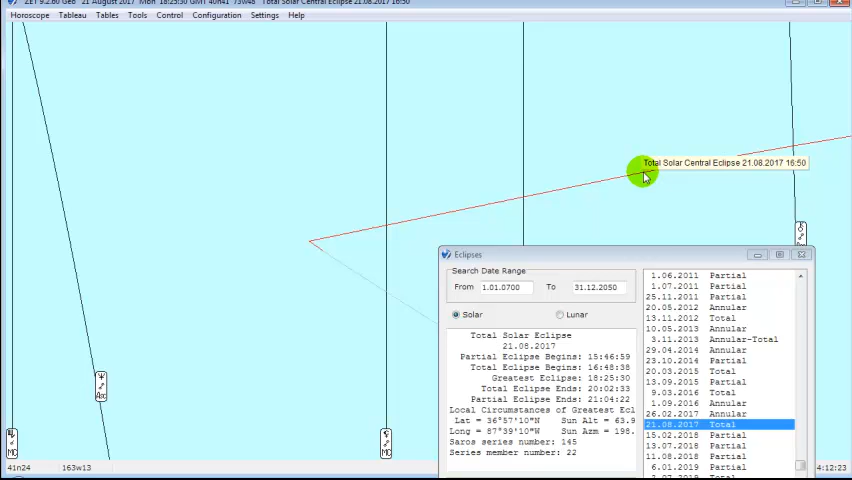 ZET 9.2.60 Geo 21 August 2017 Mon 18:25:30 GMT+0 40n41 73w48 Total Solar Central Eclipse 21.08.2017 16:50
Horoscope Tableau Tables Tools Control Configuration Settings Help
Total Solar Central Eclipse 21.08.2017 16:50
Eclipses
Search Date Range
From 1.01.0700 To 31.12.2050
Solar Lunar
Total Solar Eclipse
21.08.2017
Partial Eclipse Begins: 15:46:59
Total Eclipse Begins: 16:48:38
Greatest Eclipse: 18:25:30
Total Eclipse Ends: 20:02:33
Partial Eclipse Ends: 21:04:22
Local Circumstances of Greatest Ecl
Lat = 36°57'10"N Sun Alt = 63.9
Long = 87°39'10"W Sun Azm = 198.
Saros series number: 145
Series member number: 22
1.06.2011 Partial
1.07.2011 Partial
25.11.2011 Partial
20.05.2012 Annular
13.11.2012 Total
10.05.2013 Annular
3.11.2013 Annular-Total
29.04.2014 Annular
23.10.2014 Partial
20.03.2015 Total
13.09.2015 Partial
9.03.2016 Total
1.09.2016 Annular
26.02.2017 Annular
21.08.2017 Total
15.02.2018 Partial
13.07.2018 Partial
11.08.2018 Partial
6.01.2019 Partial
2.07.2019 Total
Asc
MC
MC
41n24 163w13
4:12:23